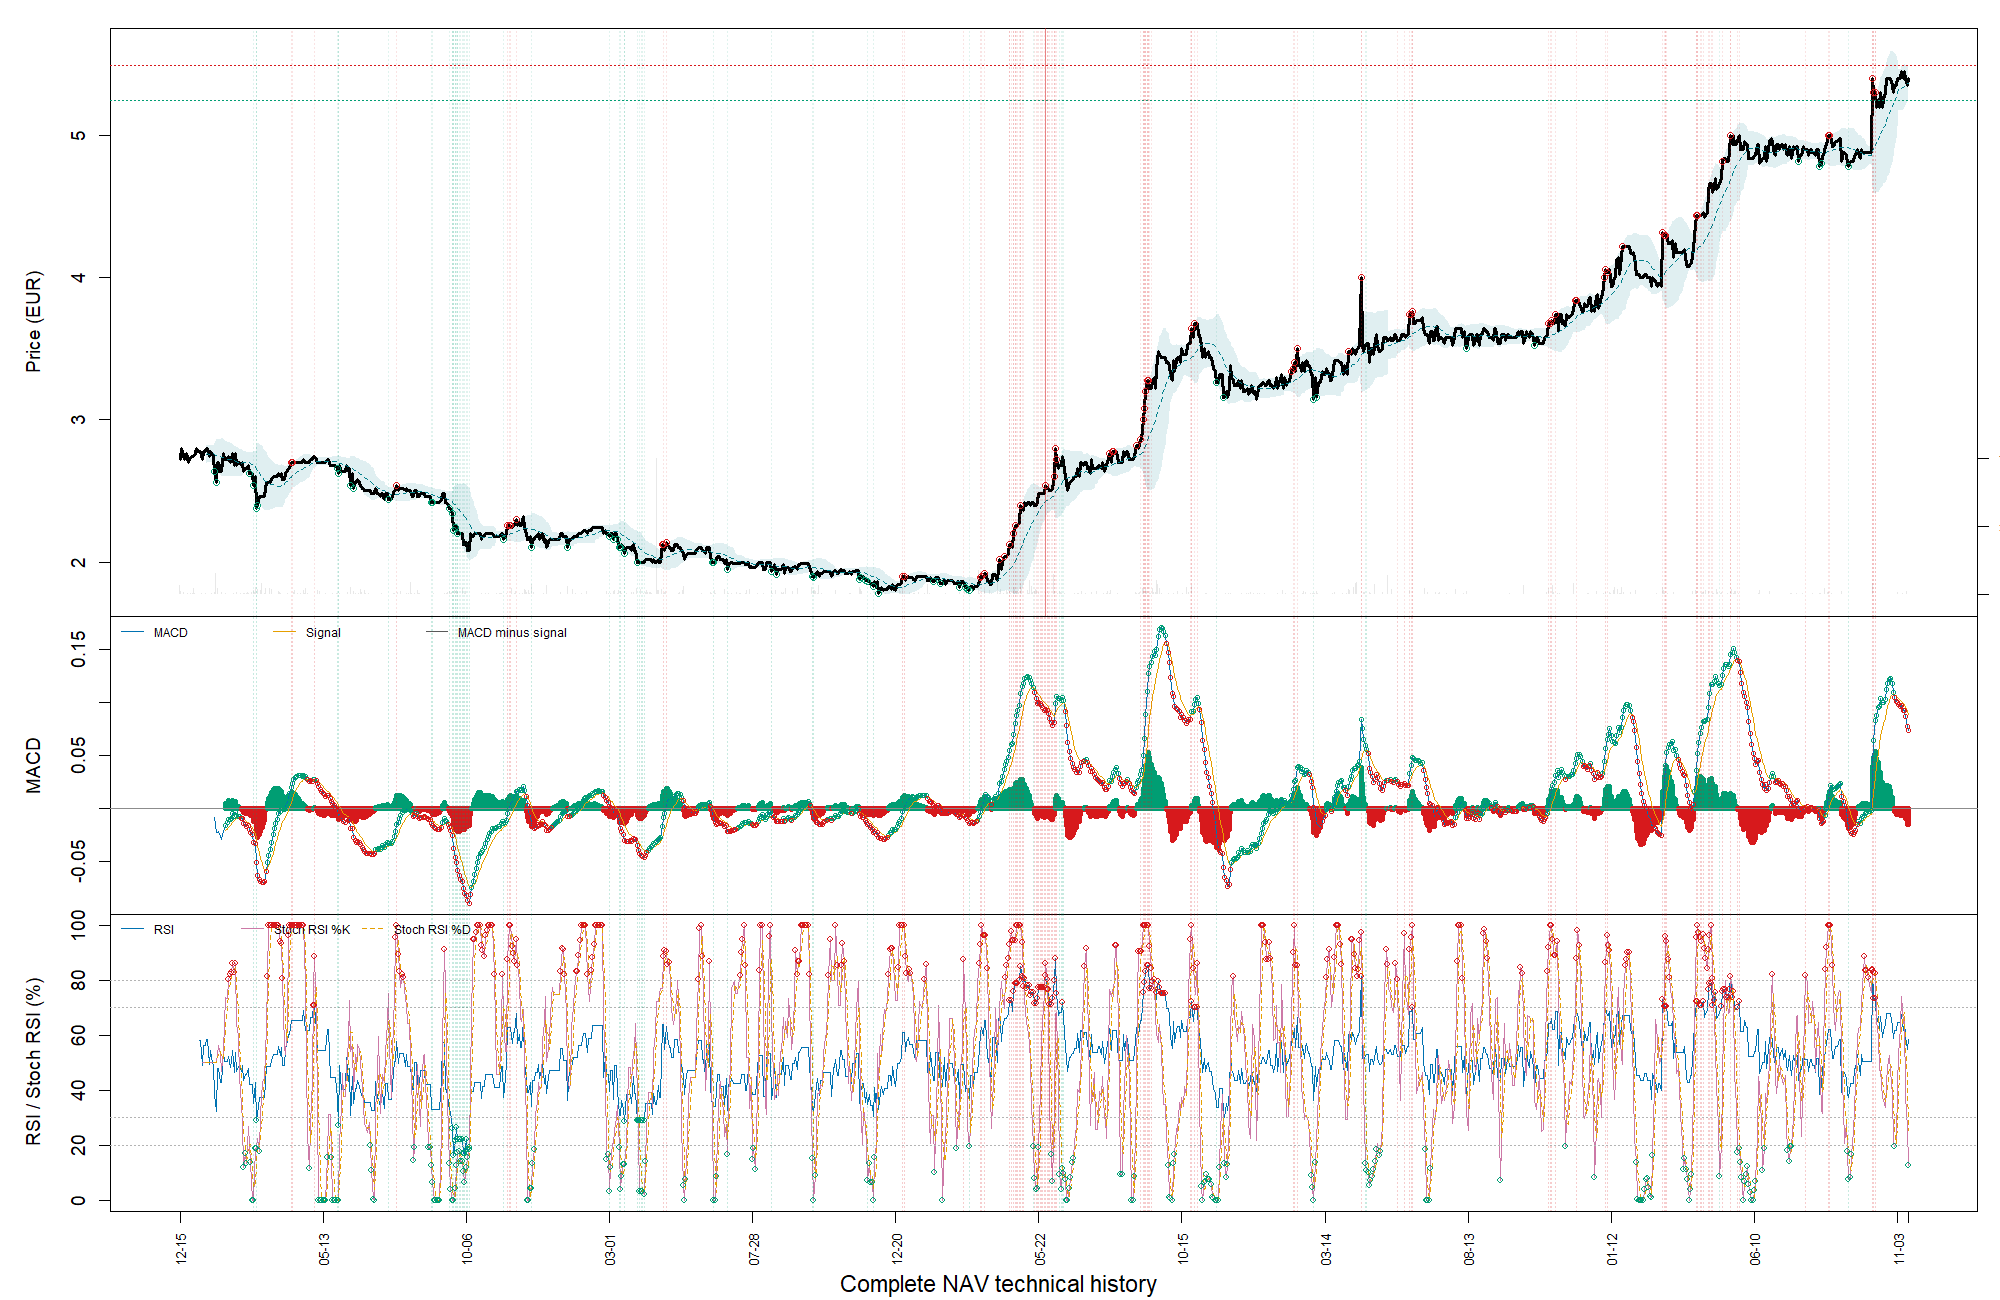 Price (EUR)
5
4
3
2
MACD
Signal
MACD minus signal
MACD
0.15
0.05
-0.05
RSI
Stoch RSI %K
Stoch RSI %D
RSI / Stoch RSI (%)
100
80
60
40
20
0
12-15
05-13
10-06
03-01
07-28
12-20
05-22
10-15
03-14
08-13
01-12
06-10
11-03
Complete NAV technical history